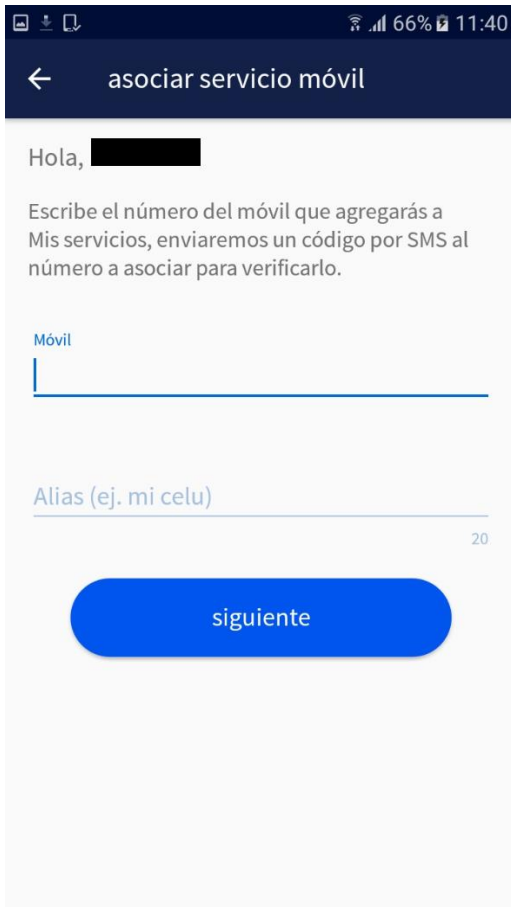 66% 11:40
asociar servicio móvil
Hola,
Escribe el número del móvil que agregarás a
Mis servicios, enviaremos un código por SMS al
número a asociar para verificarlo.
Móvil
Alias (ej. mi celu)
20
siguiente